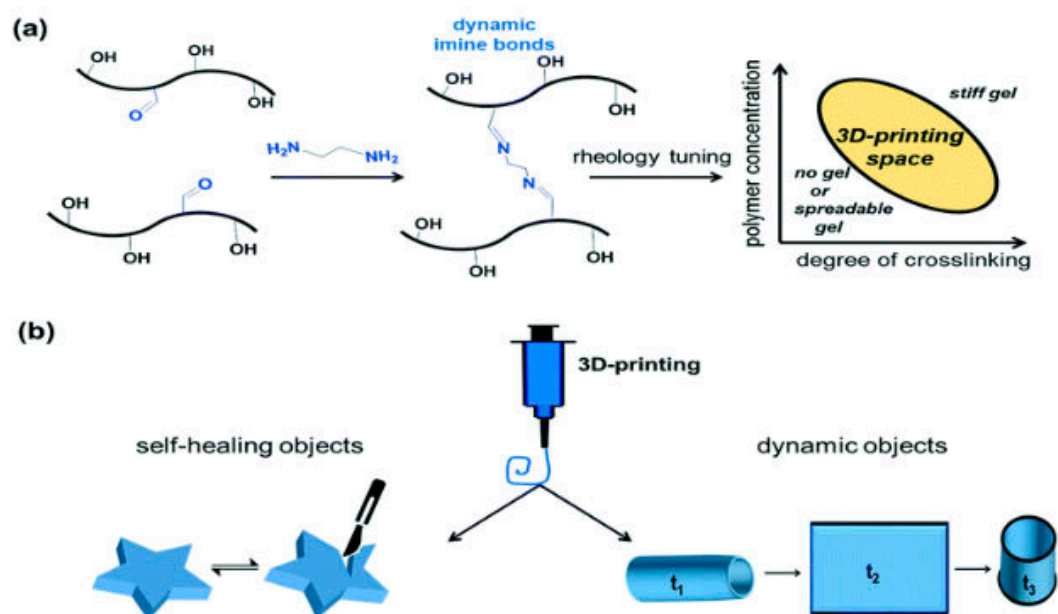 (a)
dynamic
imine bonds
OH
OH
OH
O
OH
OH
OH
H₂N
NH₂
N
N
rheology tuning
O
OH
OH
OH
OH
OH
OH
polymer concentration
stiff gel
3D-printing
space
no gel
or
spreadable
gel
degree of crosslinking
(b)
3D-printing
self-healing objects
dynamic objects
t₁
t₂
t₃